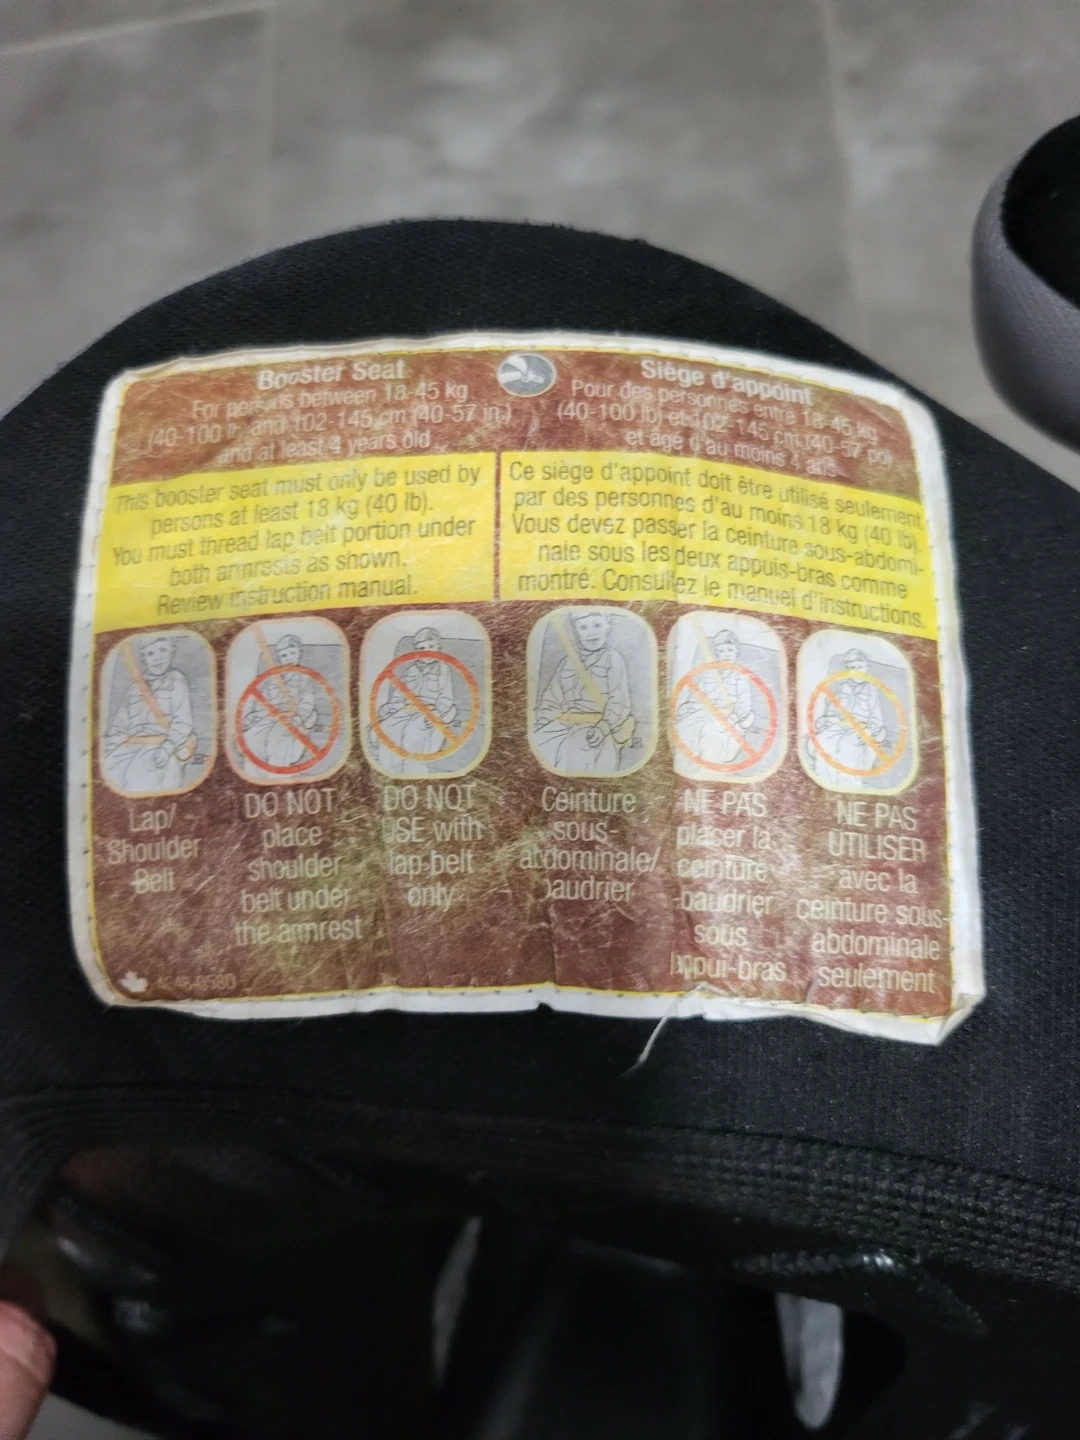 Booster Seat
For persons between 18-45 kg
(40-100 lb) and 102-145 cm (40-57 in.)
and at least 4 years old
This booster seat must only be used by
persons at least 18 kg (40 lb).
You must thread lap belt portion under
both armrests as shown.
Review instruction manual.
Lap/
Shoulder
Belt
DO NOT
place
shoulder
belt under
the armrest
DO NOT
USE with
lap-belt
only
Siège d'appoint
Pour des personnes entre 18-45 kg
(40-100 lb) et 102-145 cm (40-57 po)
et âgé d'au moins 4 ans
Ce siège d'appoint doit être utilisé seulement
par des personnes d'au moins 18 kg (40 lb).
Vous devez passer la ceinture sous-abdomi-
nale sous les deux appuis-bras comme
montré. Consultez le manuel d'instructions.
Ceinture
sous-
abdominale/
baudrier
NE PAS
placer la
ceinture
baudrier
sous
l'appui-bras
NE PAS
UTILISER
avec la
ceinture sous-
abdominale
seulement